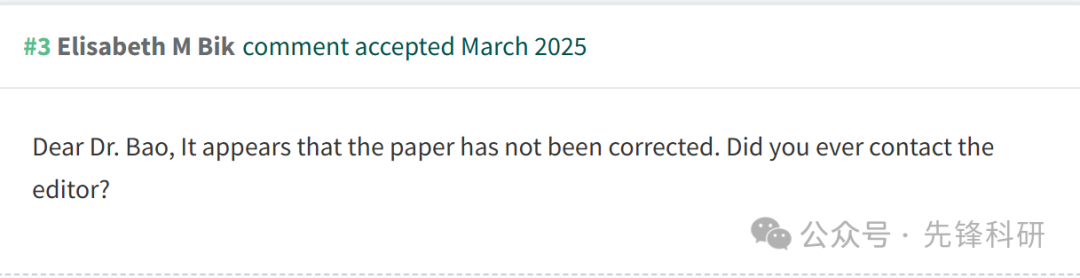 #3 Elisabeth M Bik comment accepted March 2025
Dear Dr. Bao, It appears that the paper has not been corrected. Did you ever contact the
editor?
公众号 · 先锋科研